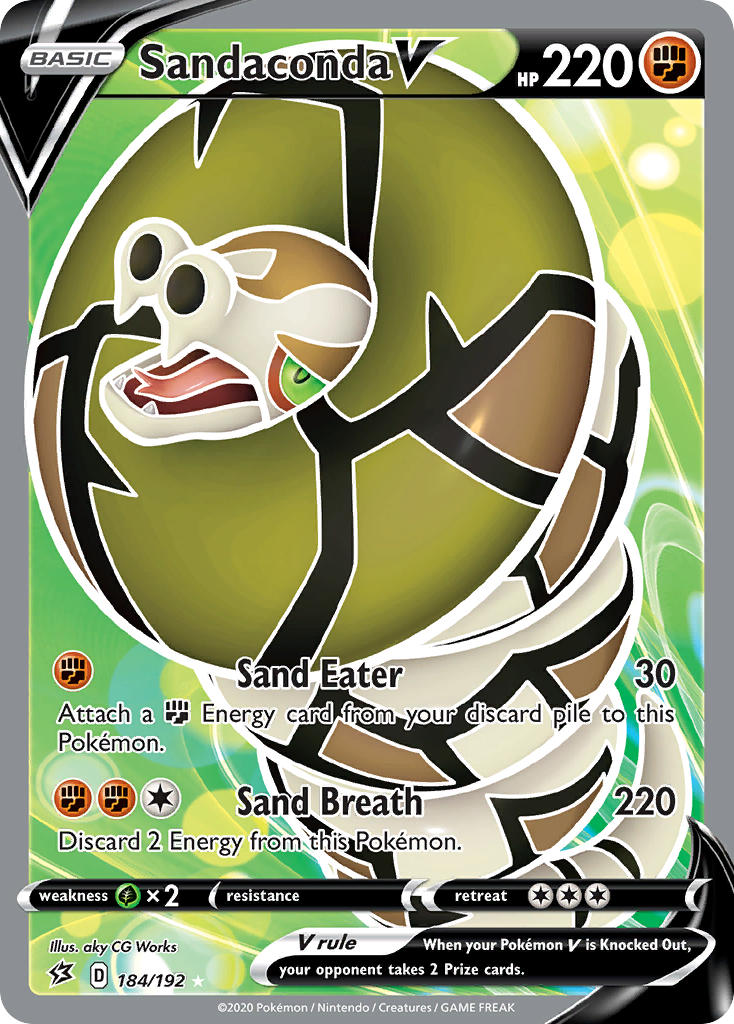 BASIC
Sandaconda V
HP 220
Sand Eater 30
Attach a Energy card from your discard pile to this
Pokémon.
Sand Breath 220
Discard 2 Energy from this Pokémon.
weakness ×2 resistance retreat
Illus. aky CG Works
V rule
When your Pokémon V is Knocked Out,
your opponent takes 2 Prize cards.
D 184/192
©2020 Pokémon / Nintendo / Creatures / GAME FREAK